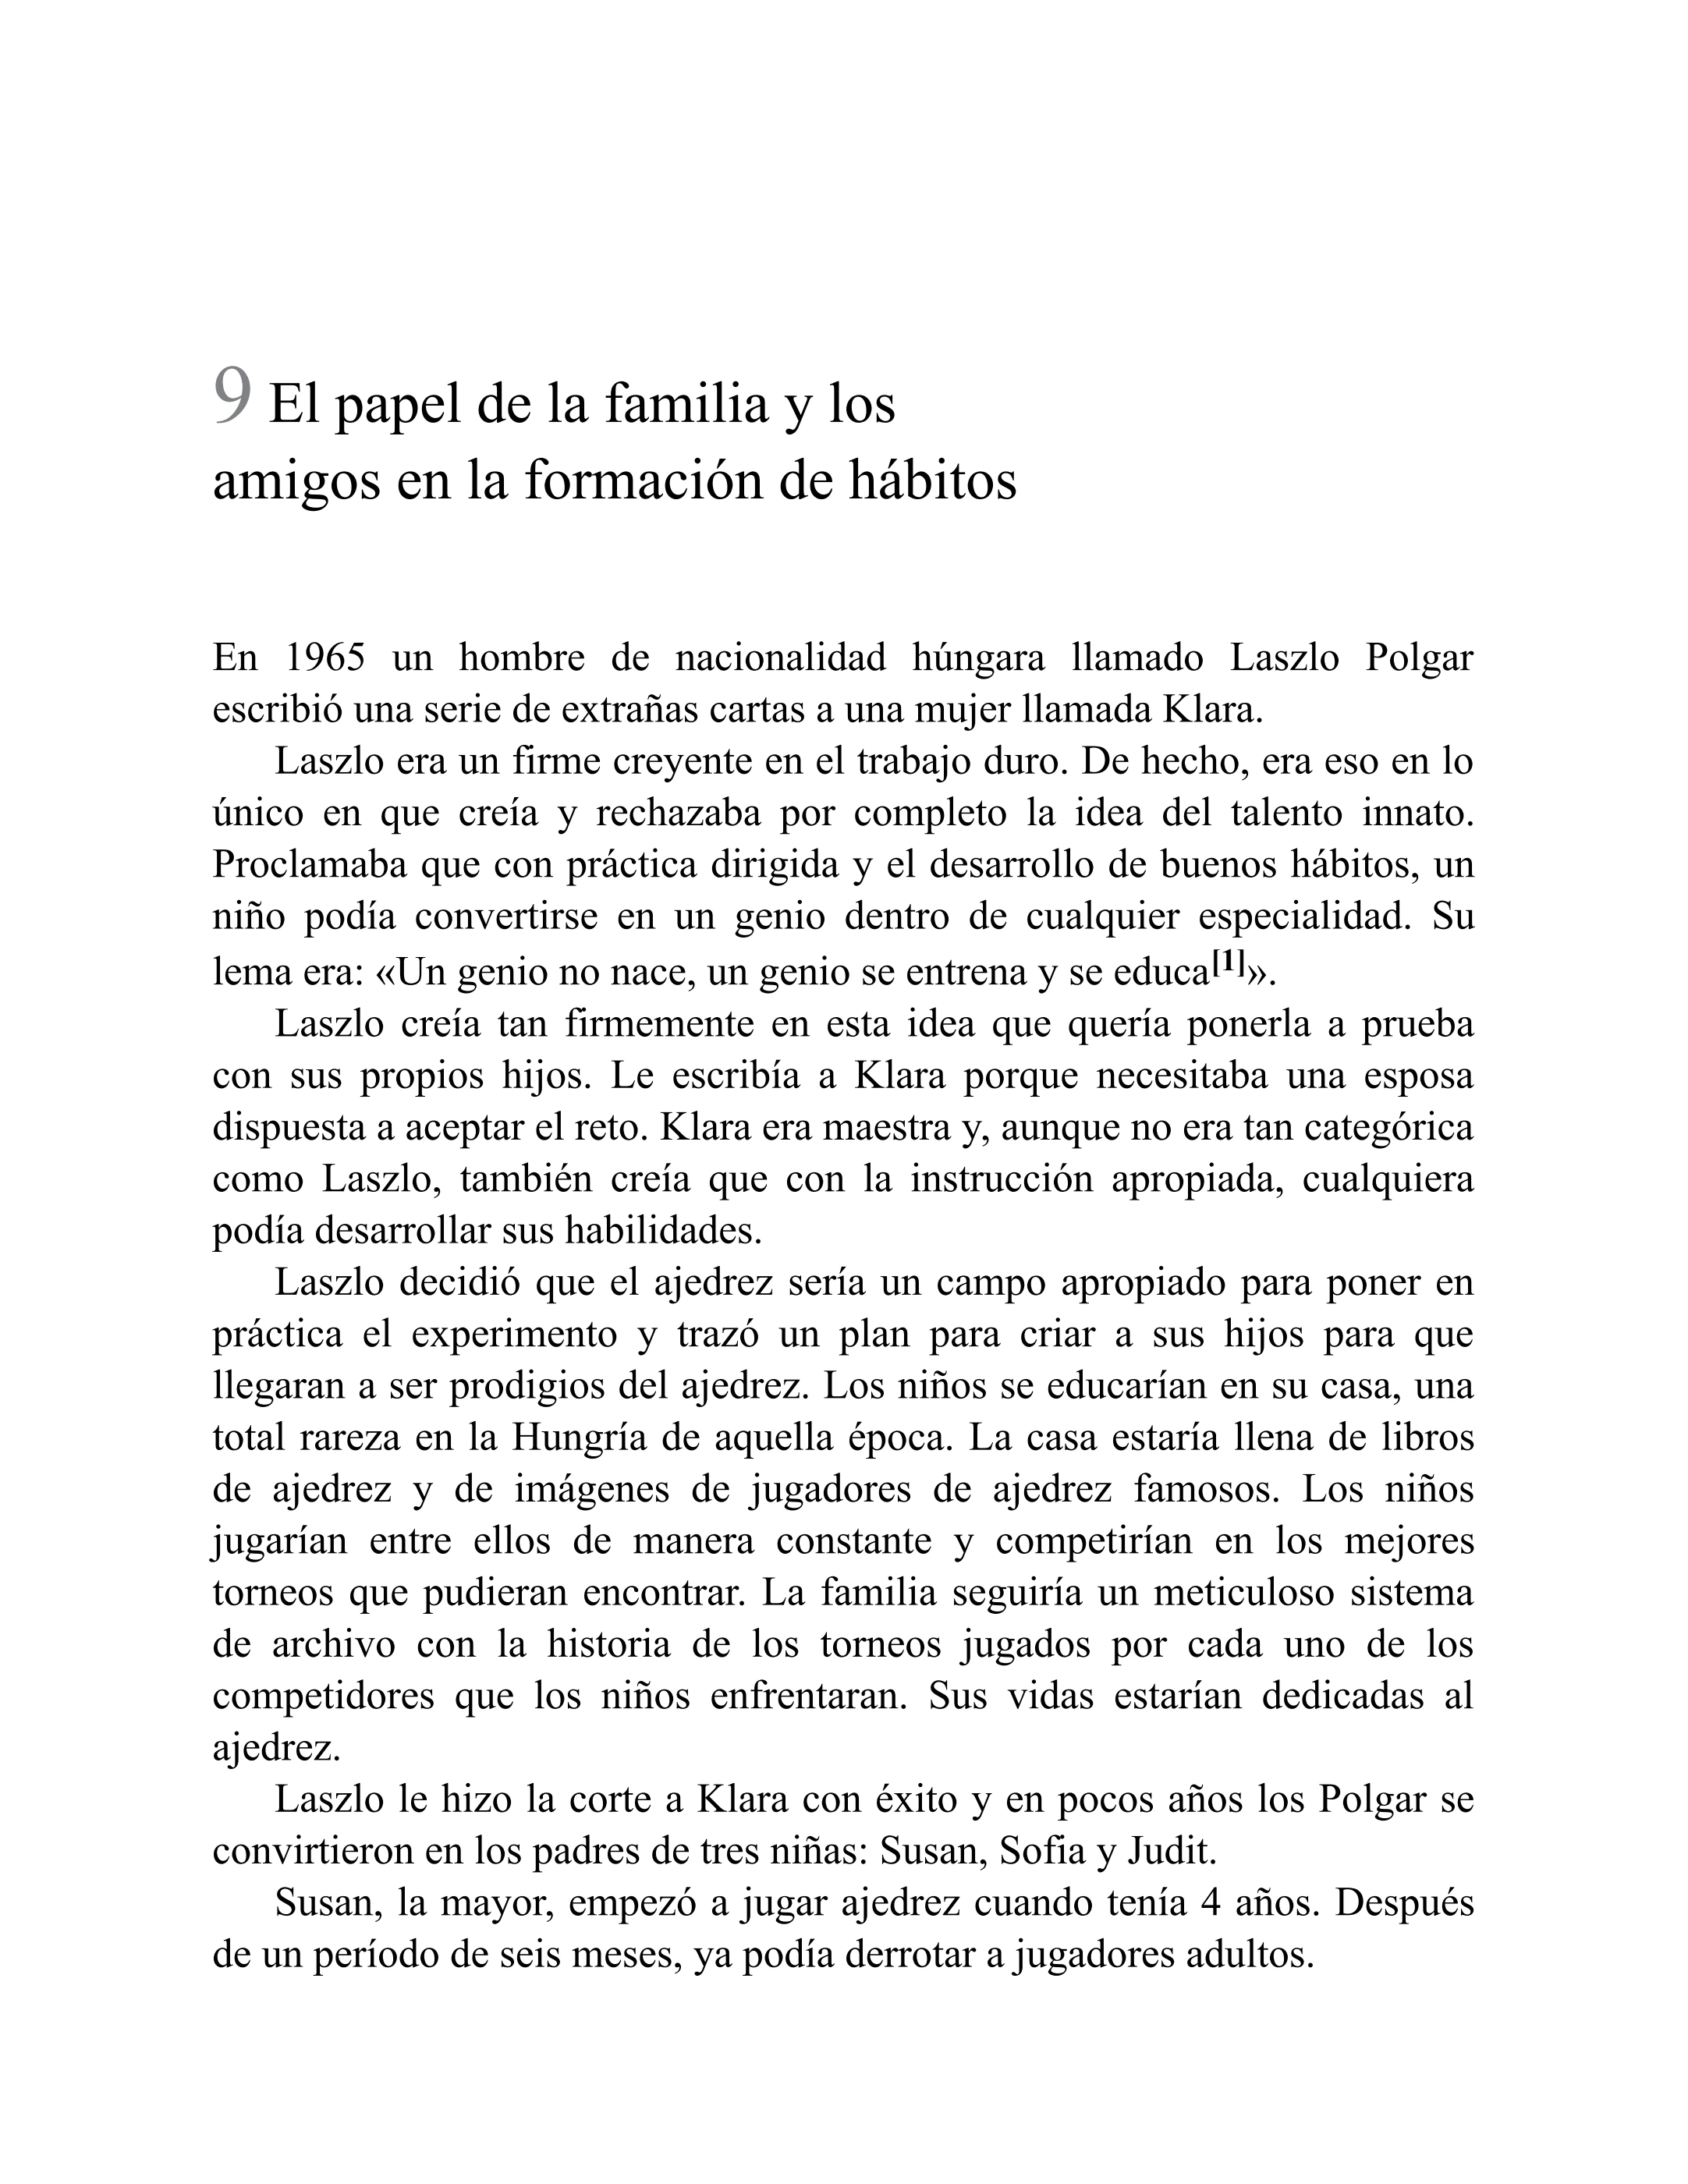 9 El papel de la familia y los
amigos en la formación de hábitos
En 1965 un hombre de nacionalidad húngara llamado Laszlo Polgar
escribió una serie de extrañas cartas a una mujer llamada Klara.
Laszlo era un firme creyente en el trabajo duro. De hecho, era eso en lo
único en que creía y rechazaba por completo la idea del talento innato.
Proclamaba que con práctica dirigida y el desarrollo de buenos hábitos, un
niño podía convertirse en un genio dentro de cualquier especialidad. Su
lema era: «Un genio no nace, un genio se entrena y se educa[1]».
Laszlo creía tan firmemente en esta idea que quería ponerla a prueba
con sus propios hijos. Le escribía a Klara porque necesitaba una esposa
dispuesta a aceptar el reto. Klara era maestra y, aunque no era tan categórica
como Laszlo, también creía que con la instrucción apropiada, cualquiera
podía desarrollar sus habilidades.
Laszlo decidió que el ajedrez sería un campo apropiado para poner en
práctica el experimento y trazó un plan para criar a sus hijos para que
llegaran a ser prodigios del ajedrez. Los niños se educarían en su casa, una
total rareza en la Hungría de aquella época. La casa estaría llena de libros
de ajedrez y de imágenes de jugadores de ajedrez famosos. Los niños
jugarían entre ellos de manera constante y competirían en los mejores
torneos que pudieran encontrar. La familia seguiría un meticuloso sistema
de archivo con la historia de los torneos jugados por cada uno de los
competidores que los niños enfrentaran. Sus vidas estarían dedicadas al
ajedrez.
Laszlo le hizo la corte a Klara con éxito y en pocos años los Polgar se
convirtieron en los padres de tres niñas: Susan, Sofia y Judit.
Susan, la mayor, empezó a jugar ajedrez cuando tenía 4 años. Después
de un período de seis meses, ya podía derrotar a jugadores adultos.